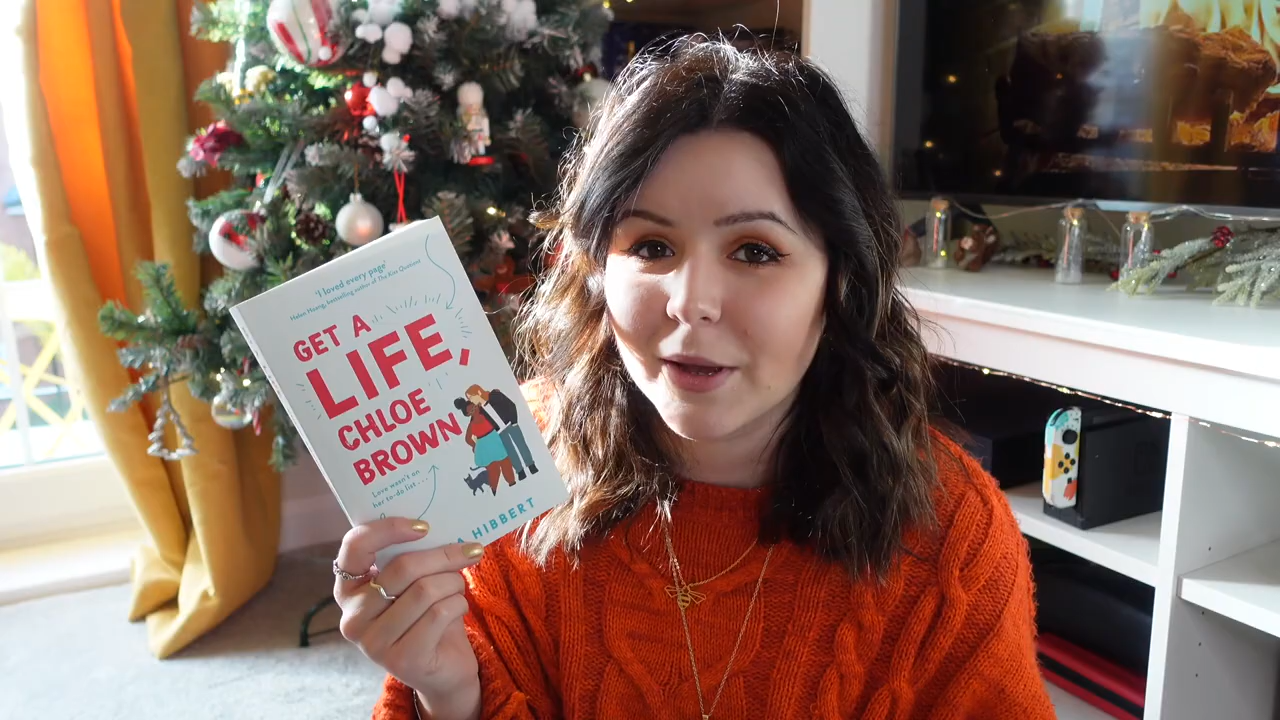 'I loved every page'
Helen Hoang, bestselling author of The Kiss Quotient
GET A
LIFE,
CHLOE
BROWN
Love wasn't on
her to-do list . . .
A HIBBERT